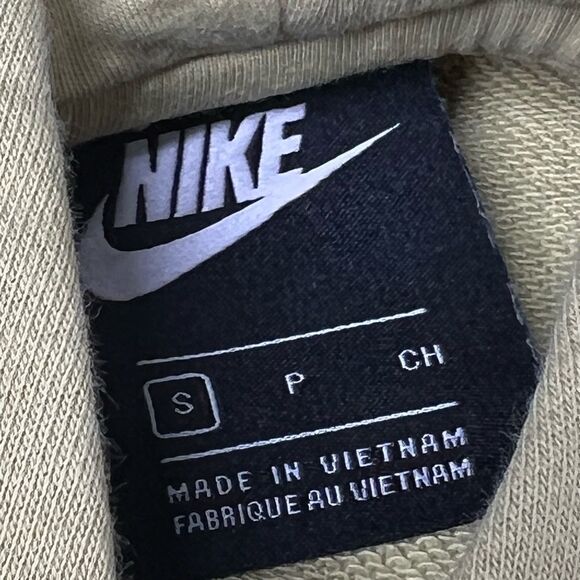 NIKE
S P CH
MADE IN VIETNAM
FABRIQUE AU VIETNAM